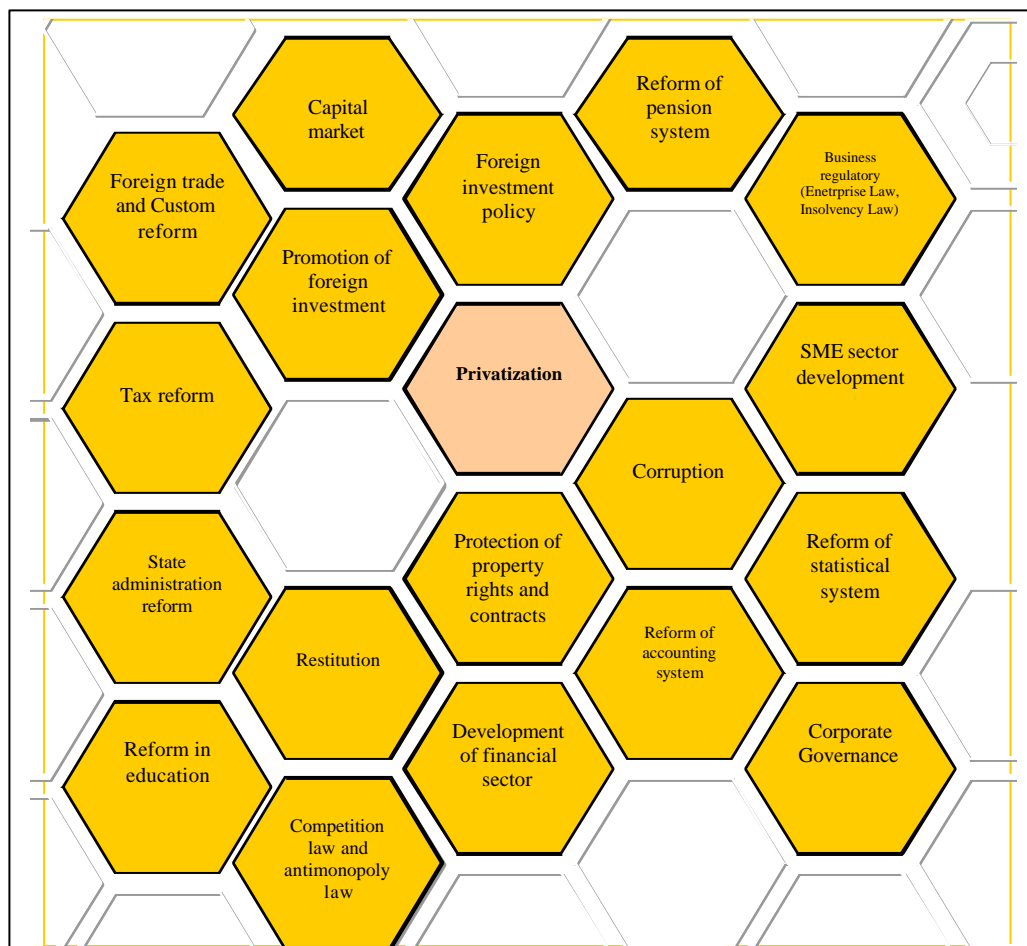 Capital
market
Reform of
pension
system
Foreign trade
and Custom
reform
Foreign
investment
policy
Business
regulatory
(Enetrprise Law,
Insolvency Law)
Promotion of
foreign
investment
Privatization
SME sector
development
Tax reform
Corruption
State
administration
reform
Protection of
property
rights and
contracts
Reform of
statistical
system
Restitution
Reform of
accounting
system
Reform in
education
Development
of financial
sector
Corporate
Governance
Competition
law and
antimonopoly
law